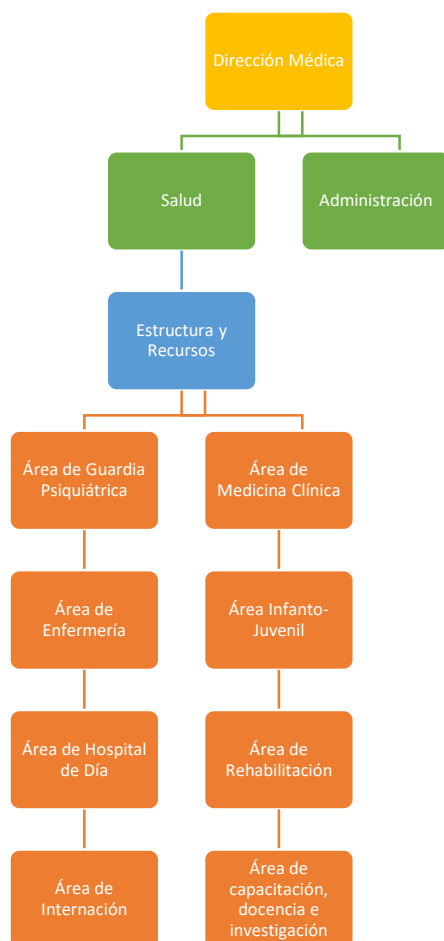 Dirección Médica
Salud
Administración
Estructura y
Recursos
Área de Guardia
Psiquiátrica
Área de
Medicina Clínica
Área de
Enfermería
Área Infanto-
Juvenil
Área de Hospital
de Día
Área de
Rehabilitación
Área de
Internación
Área de
capacitación,
docencia e
investigación